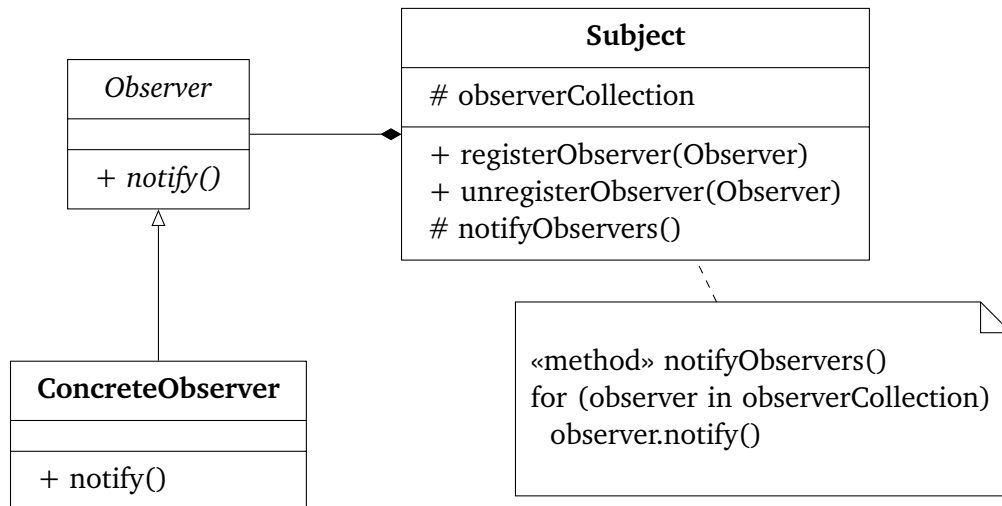 Observer
+ notify()
Subject
# observerCollection
+ registerObserver(Observer)
+ unregisterObserver(Observer)
# notifyObservers()
ConcreteObserver
+ notify()
«method» notifyObservers()
for (observer in observerCollection)
observer.notify()